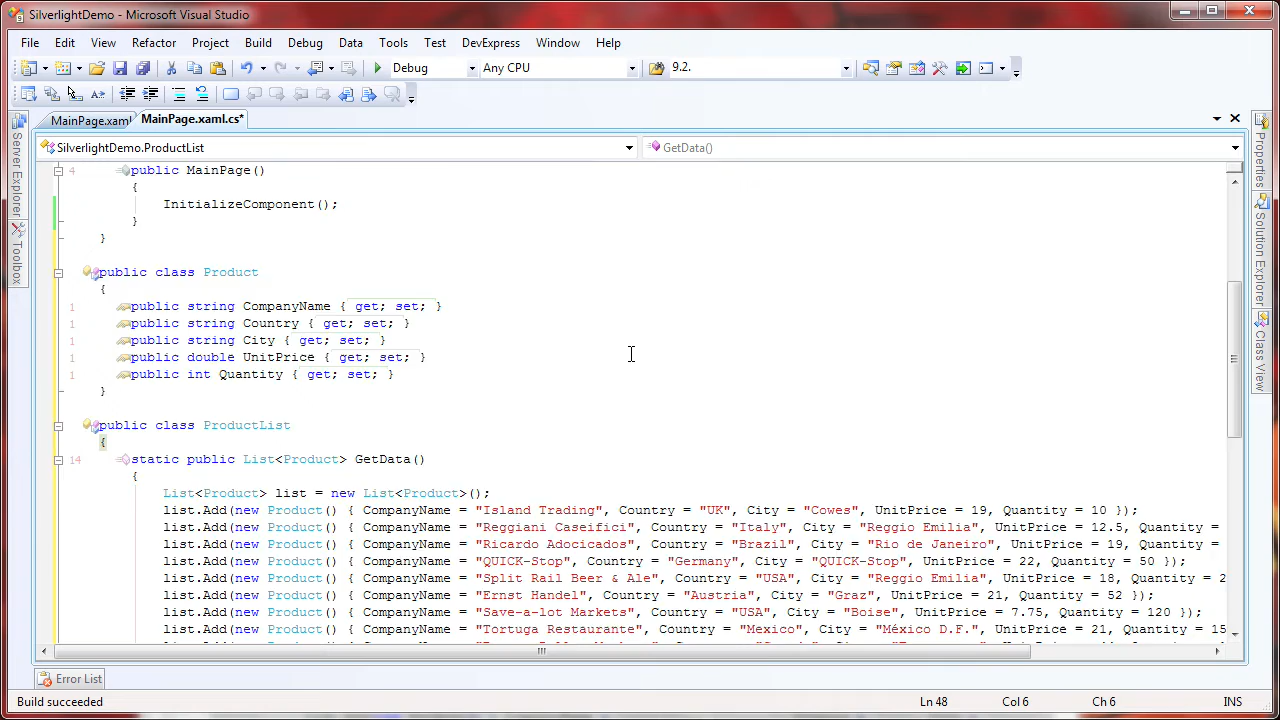 SilverlightDemo - Microsoft Visual Studio
File Edit View Refactor Project Build Debug Data Tools Test DevExpress Window Help
Debug Any CPU 9.2.
MainPage.xaml MainPage.xaml.cs*
SilverlightDemo.ProductList GetData()
Server Explorer
Toolbox
4 public MainPage()
{
InitializeComponent();
}
}
public class Product
{
1 public string CompanyName { get; set; }
1 public string Country { get; set; }
1 public string City { get; set; }
1 public double UnitPrice { get; set; }
1 public int Quantity { get; set; }
}
public class ProductList
{
14 static public List<Product> GetData()
{
List<Product> list = new List<Product>();
list.Add(new Product() { CompanyName = "Island Trading", Country = "UK", City = "Cowes", UnitPrice = 19, Quantity = 10 });
list.Add(new Product() { CompanyName = "Reggiani Caseifici", Country = "Italy", City = "Reggio Emilia", UnitPrice = 12.5, Quantity =
list.Add(new Product() { CompanyName = "Ricardo Adocicados", Country = "Brazil", City = "Rio de Janeiro", UnitPrice = 19, Quantity =
list.Add(new Product() { CompanyName = "QUICK-Stop", Country = "Germany", City = "QUICK-Stop", UnitPrice = 22, Quantity = 50 });
list.Add(new Product() { CompanyName = "Split Rail Beer & Ale", Country = "USA", City = "Reggio Emilia", UnitPrice = 18, Quantity = 2
list.Add(new Product() { CompanyName = "Ernst Handel", Country = "Austria", City = "Graz", UnitPrice = 21, Quantity = 52 });
list.Add(new Product() { CompanyName = "Save-a-lot Markets", Country = "USA", City = "Boise", UnitPrice = 7.75, Quantity = 120 });
list.Add(new Product() { CompanyName = "Tortuga Restaurante", Country = "Mexico", City = "México D.F.", UnitPrice = 21, Quantity = 15
Properties
Solution Explorer
Class View
Error List
Build succeeded Ln 48 Col 6 Ch 6 INS